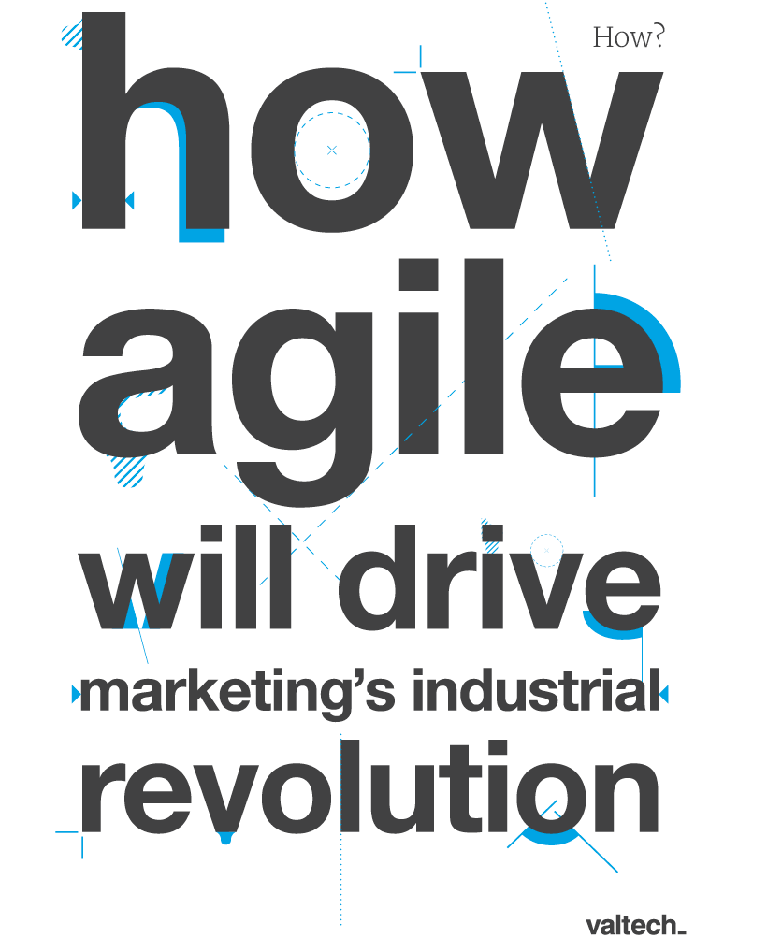 How?
how
agile
will drive
marketing’s industrial
revolution
valtech_